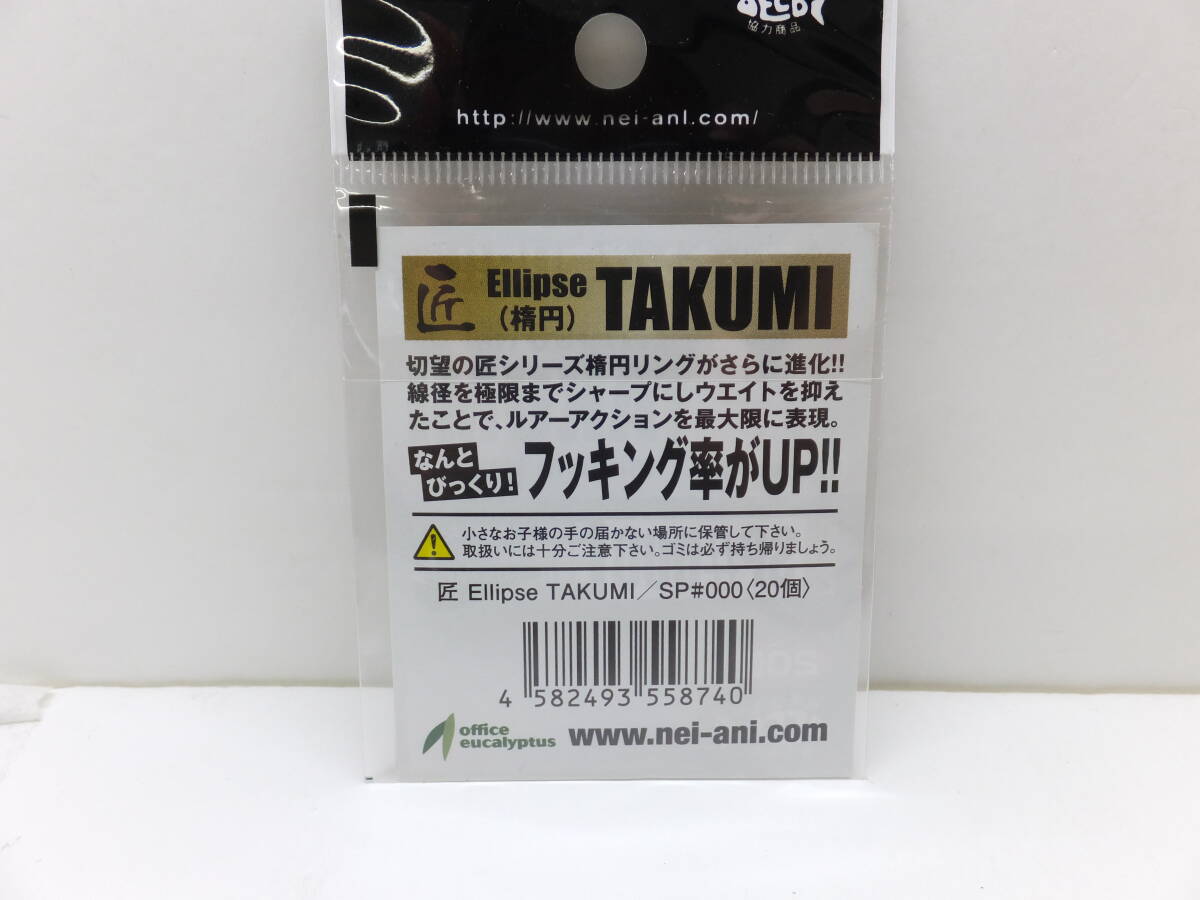 協力商品
http://www.nei-ani.com/
匠 Ellipse（楕円） TAKUMI
切望の匠シリーズ楕円リングがさらに進化!!
線径を極限までシャープにしウエイトを抑え
たことで、ルアーアクションを最大限に表現。
なんとびっくり！ フッキング率がUP!!
小さなお子様の手の届かない場所に保管して下さい。
取扱いには十分ご注意下さい。ゴミは必ず持ち帰りましょう。
匠 Ellipse TAKUMI／SP#000〈20個〉
4 582493 558740
office
eucalyptus
www.nei-ani.com